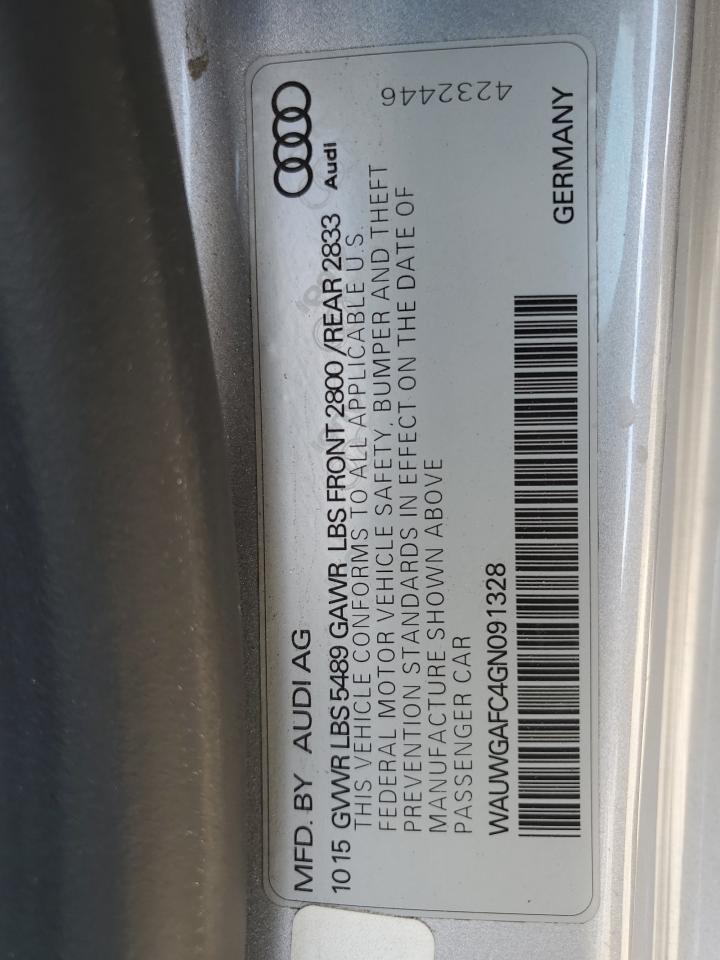 MFD. BY AUDI AG
Audi
1015 GVWR LBS 5489 GAWR LBS FRONT 2800 /REAR 2833
THIS VEHICLE CONFORMS TO ALL APPLICABLE U.S.
FEDERAL MOTOR VEHICLE SAFETY, BUMPER AND THEFT
PREVENTION STANDARDS IN EFFECT ON THE DATE OF
MANUFACTURE SHOWN ABOVE
PASSENGER CAR
4232446
WAUWGAFC4GN091328
GERMANY